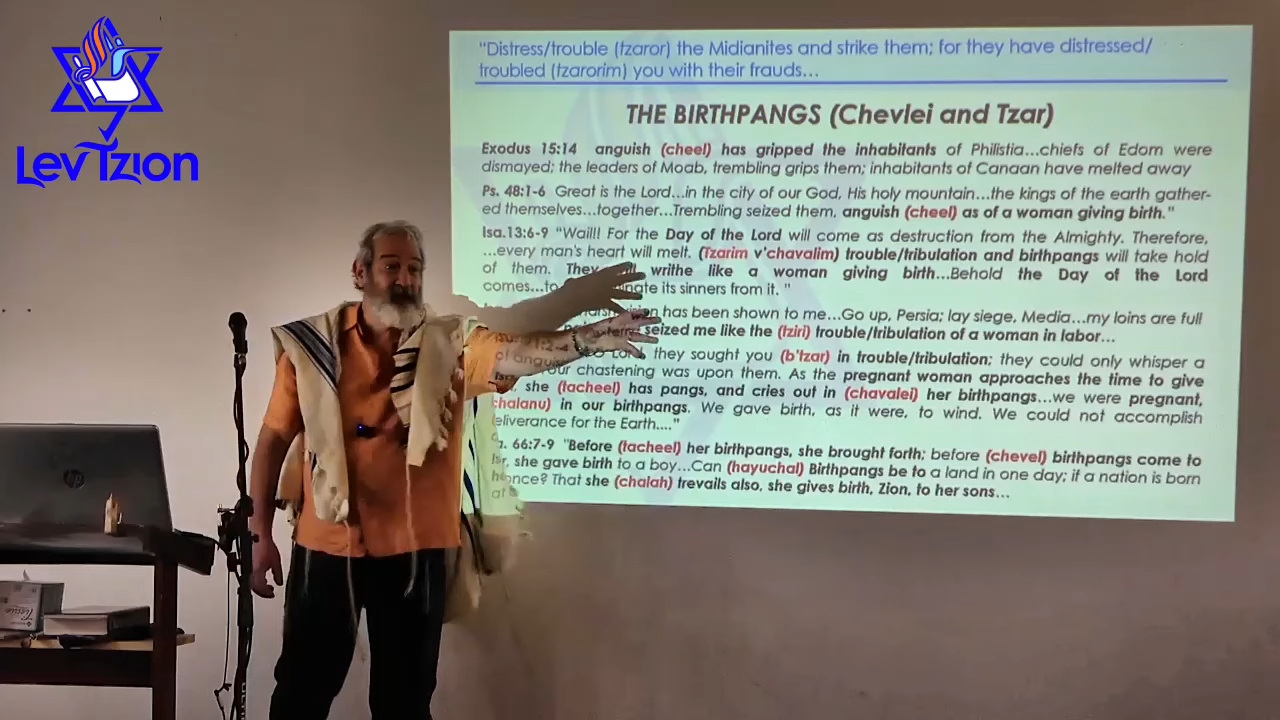 Lev Tzion
"Distress/trouble (tzaror) the Midianites and strike them; for they have distressed/
troubled (tzarorim) you with their frauds…
THE BIRTHPANGS (Chevlei and Tzar)
Exodus 15:14 anguish (cheel) has gripped the inhabitants of Philistia…chiefs of Edom were
dismayed; the leaders of Moab, trembling grips them; inhabitants of Canaan have melted away
Ps. 48:1-6 Great is the Lord…in the city of our God, His holy mountain…the kings of the earth gather-
ed themselves…together…Trembling seized them, anguish (cheel) as of a woman giving birth."
Isa.13:6-9 "Wail!! For the Day of the Lord will come as destruction from the Almighty. Therefore,
…every man's heart will melt. (Tzarim v'chavalim) trouble/tribulation and birthpangs will take hold
of them. They writhe like a woman giving birth…Behold the Day of the Lord
comes…to its sinners from it. "
has been shown to me…Go up, Persia; lay siege, Media…my loins are full
seized me like the (tziri) trouble/tribulation of a woman in labor…
they sought you (b'tzar) in trouble/tribulation; they could only whisper a
chastening was upon them. As the pregnant woman approaches the time to give
she (tacheel) has pangs, and cries out in (chavalei) her birthpangs…we were pregnant,
chalanu) in our birthpangs. We gave birth, as it were, to wind. We could not accomplish
eliverance for the Earth…."
66:7-9 "Before (tacheel) her birthpangs, she brought forth; before (chevel) birthpangs come to
she gave birth to a boy…Can (hayuchal) Birthpangs be to a land in one day; if a nation is born
once? That she (chalah) trevails also, she gives birth, Zion, to her sons…
hp
Tissue